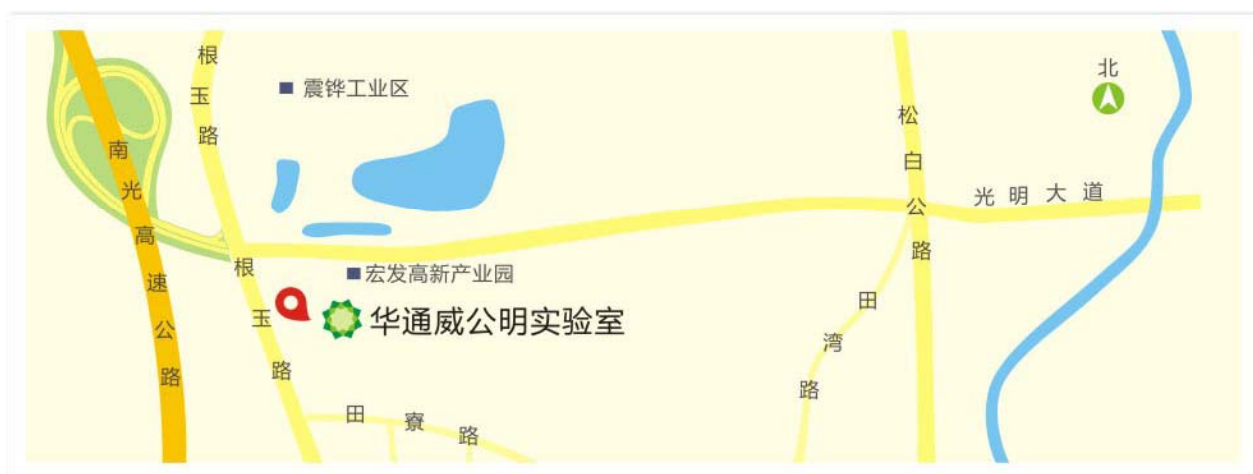 根玉路
震铧工业区
北
松白公路
南光高速公路
光明大道
根玉路
宏发高新产业园
华通威公明实验室
田湾路
田寮路